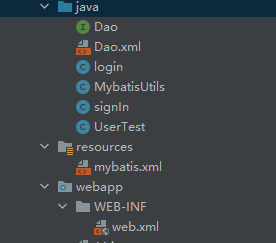 java
Dao
Dao.xml
login
MybatisUtils
signIn
UserTest
resources
mybatis.xml
webapp
WEB-INF
web.xml